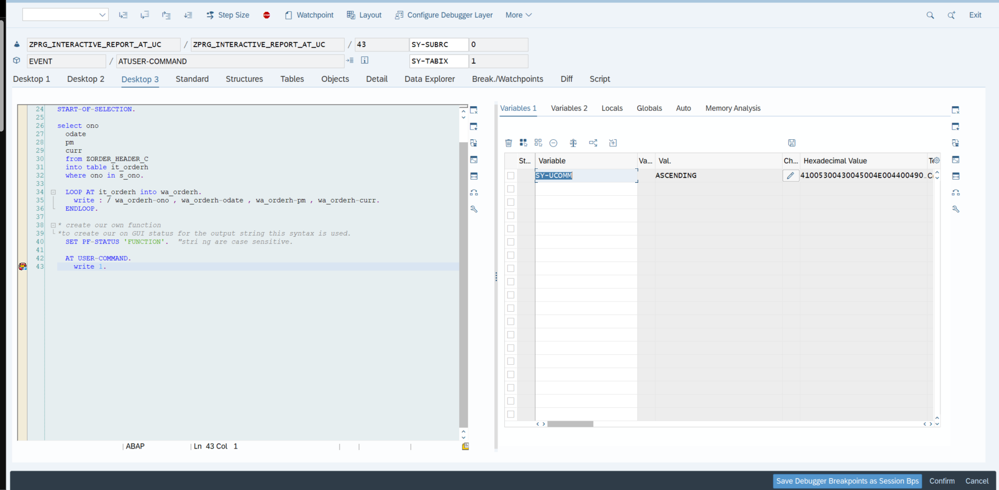 Step Size Watchpoint Layout Configure Debugger Layer More Exit
ZPRG_INTERACTIVE_REPORT_AT_UC / ZPRG_INTERACTIVE_REPORT_AT_UC / 43 SY-SUBRC 0
EVENT / ATUSER-COMMAND SY-TABIX 1
Desktop 1 Desktop 2 Desktop 3 Standard Structures Tables Objects Detail Data Explorer Break./Watchpoints Diff Script
24 START-OF-SELECTION.
25
26 select ono
27 odate
28 pm
29 curr
30 from ZORDER_HEADER_C
31 into table it_orderh
32 where ono in s_ono.
33
34 LOOP AT it_orderh into wa_orderh.
35 write : / wa_orderh-ono , wa_orderh-odate , wa_orderh-pm , wa_orderh-curr.
36 ENDLOOP.
37
38 * create our own function
39 *to create our on GUI status for the output string this syntax is used.
40 SET PF-STATUS 'FUNCTION'. "stri ng are case sensitive.
41
42 AT USER-COMMAND.
43 write 1.
ABAP Ln 43 Col 1
Variables 1 Variables 2 Locals Globals Auto Memory Analysis
St... Variable Va... Val. Ch... Hexadecimal Value
SY-UCOMM ASCENDING 41005300430045004E004400490...
Save Debugger Breakpoints as Session Bps Confirm Cancel